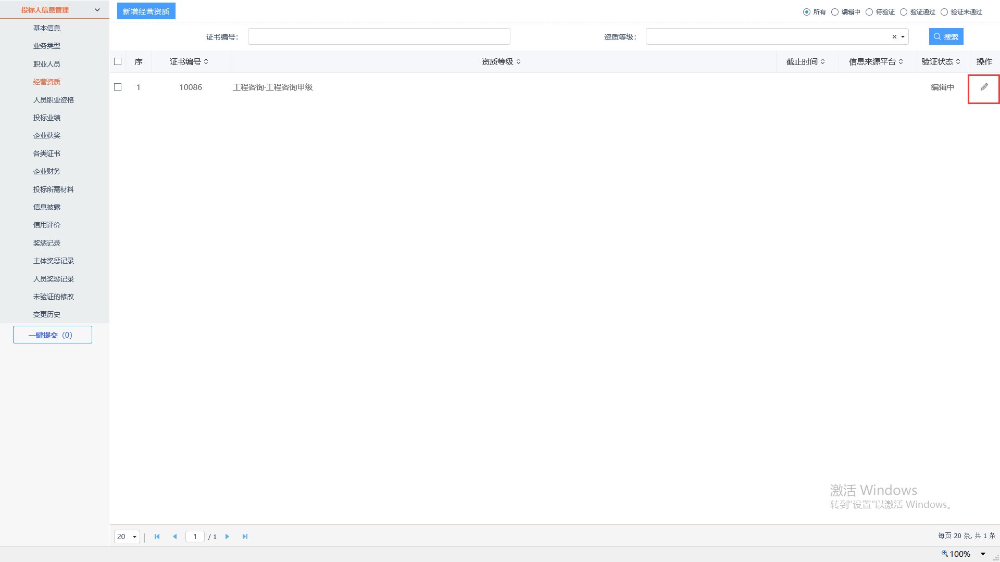 投标人信息管理
基本信息
业务类型
职业人员
经营资质
人员职业资格
投标业绩
企业获奖
各类证书
企业财务
投标所需材料
信息披露
信用评价
奖惩记录
主体奖惩记录
人员奖惩记录
未验证的修改
变更历史
一键提交（0）
新增经营资质
所有 编辑中 待验证 验证通过 验证未通过
证书编号： 资质等级： × 搜索
序 证书编号 资质等级 截止时间 信息来源平台 验证状态 操作
1 10086 工程咨询·工程咨询甲级 编辑中
激活 Windows
转到“设置”以激活 Windows。
20 1 / 1 每页 20 条, 共 1 条
100%